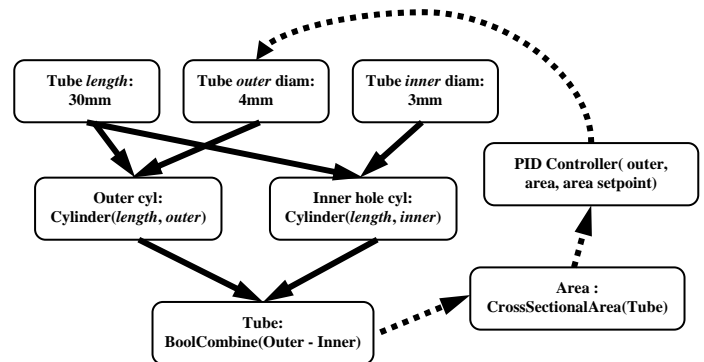 Tube length:
30mm
Tube outer diam:
4mm
Tube inner diam:
3mm
PID Controller( outer,
area, area setpoint)
Outer cyl:
Cylinder(length, outer)
Inner hole cyl:
Cylinder(length, inner)
Area :
CrossSectionalArea(Tube)
Tube:
BoolCombine(Outer - Inner)